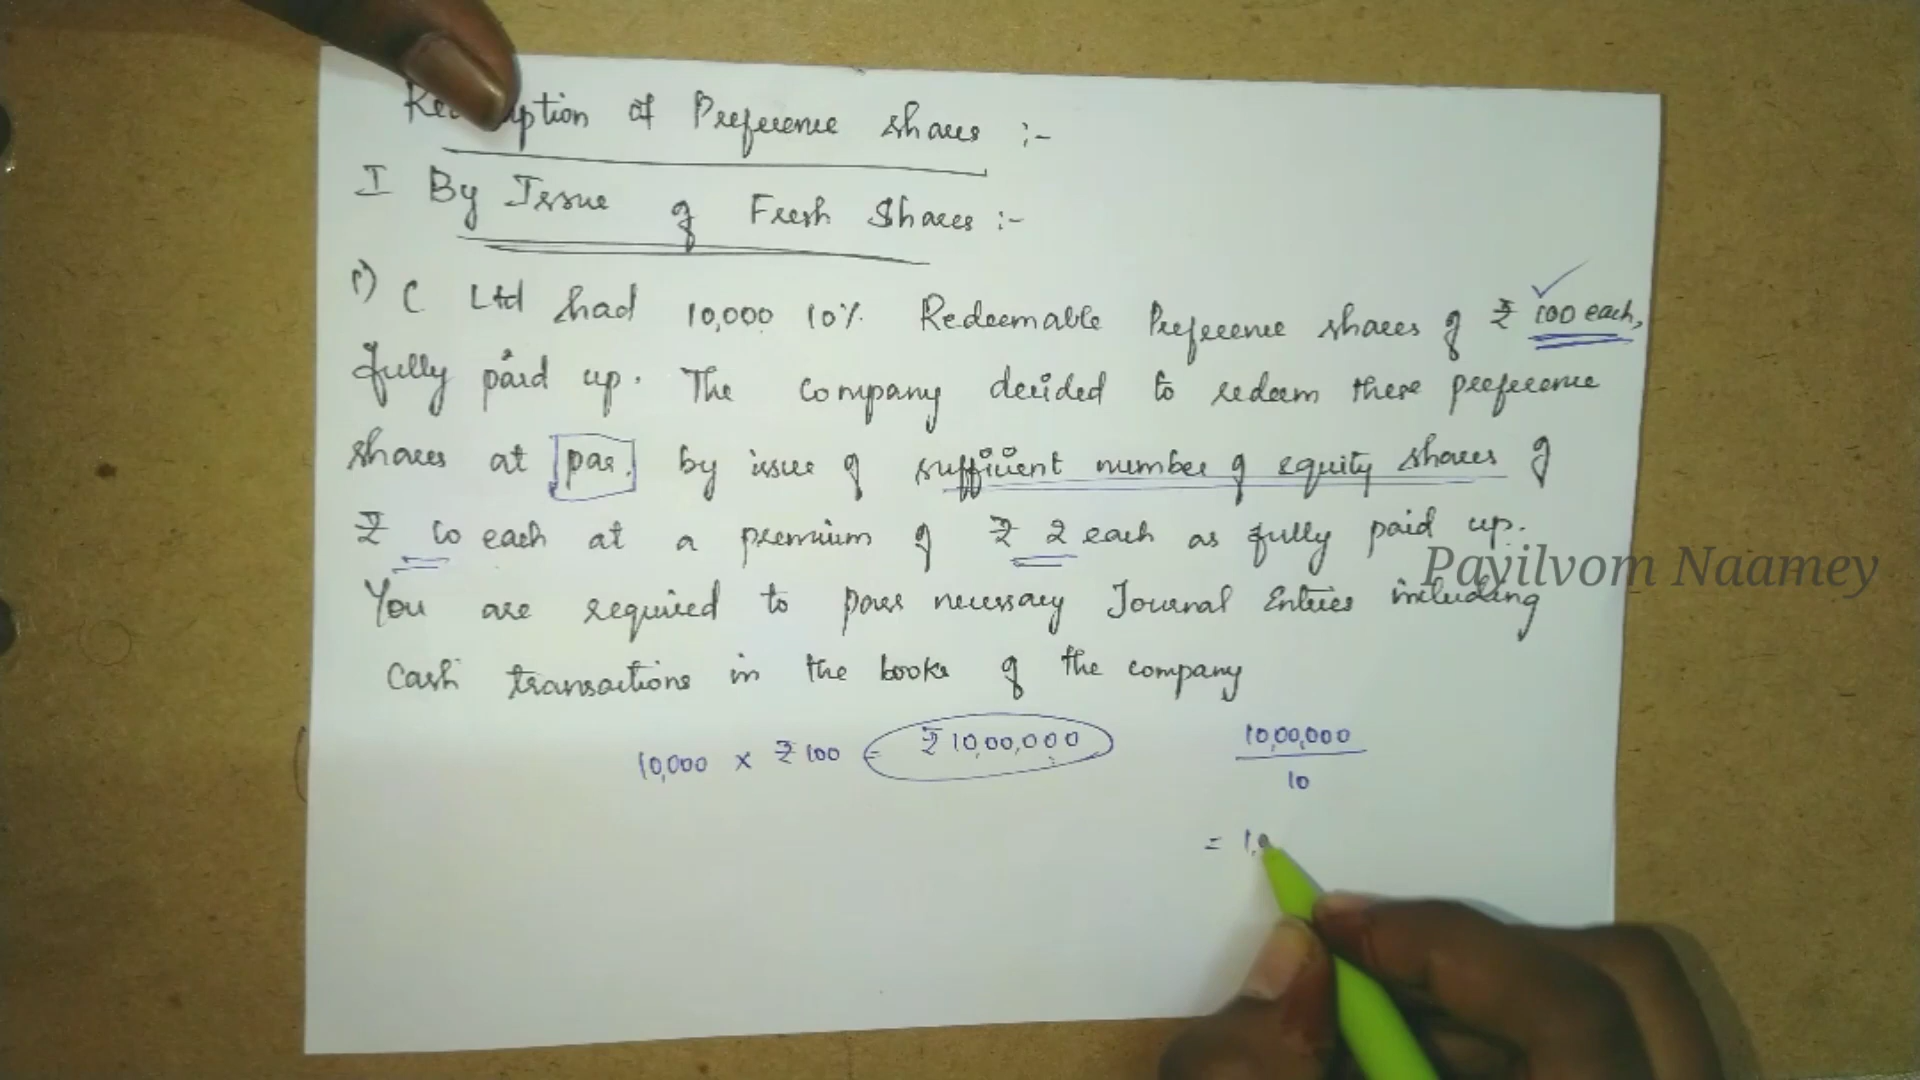 Redemption of Preference shares :-
I By Issue of Fresh Shares :-
1) C Ltd had 10,000 10% Redeemable Preference shares of ₹ 100 each,
fully paid up. The company decided to redeem these preference
shares at par. by issue of sufficient number of equity shares of
₹ 10 each at a premium of ₹ 2 each as fully paid up.
Payilvom Naamey
You are required to pass necessary Journal Entries including
Cash transactions in the books of the company
10,000 × ₹ 100 = ₹ 10,00,000
10,00,000
10
= 1,0